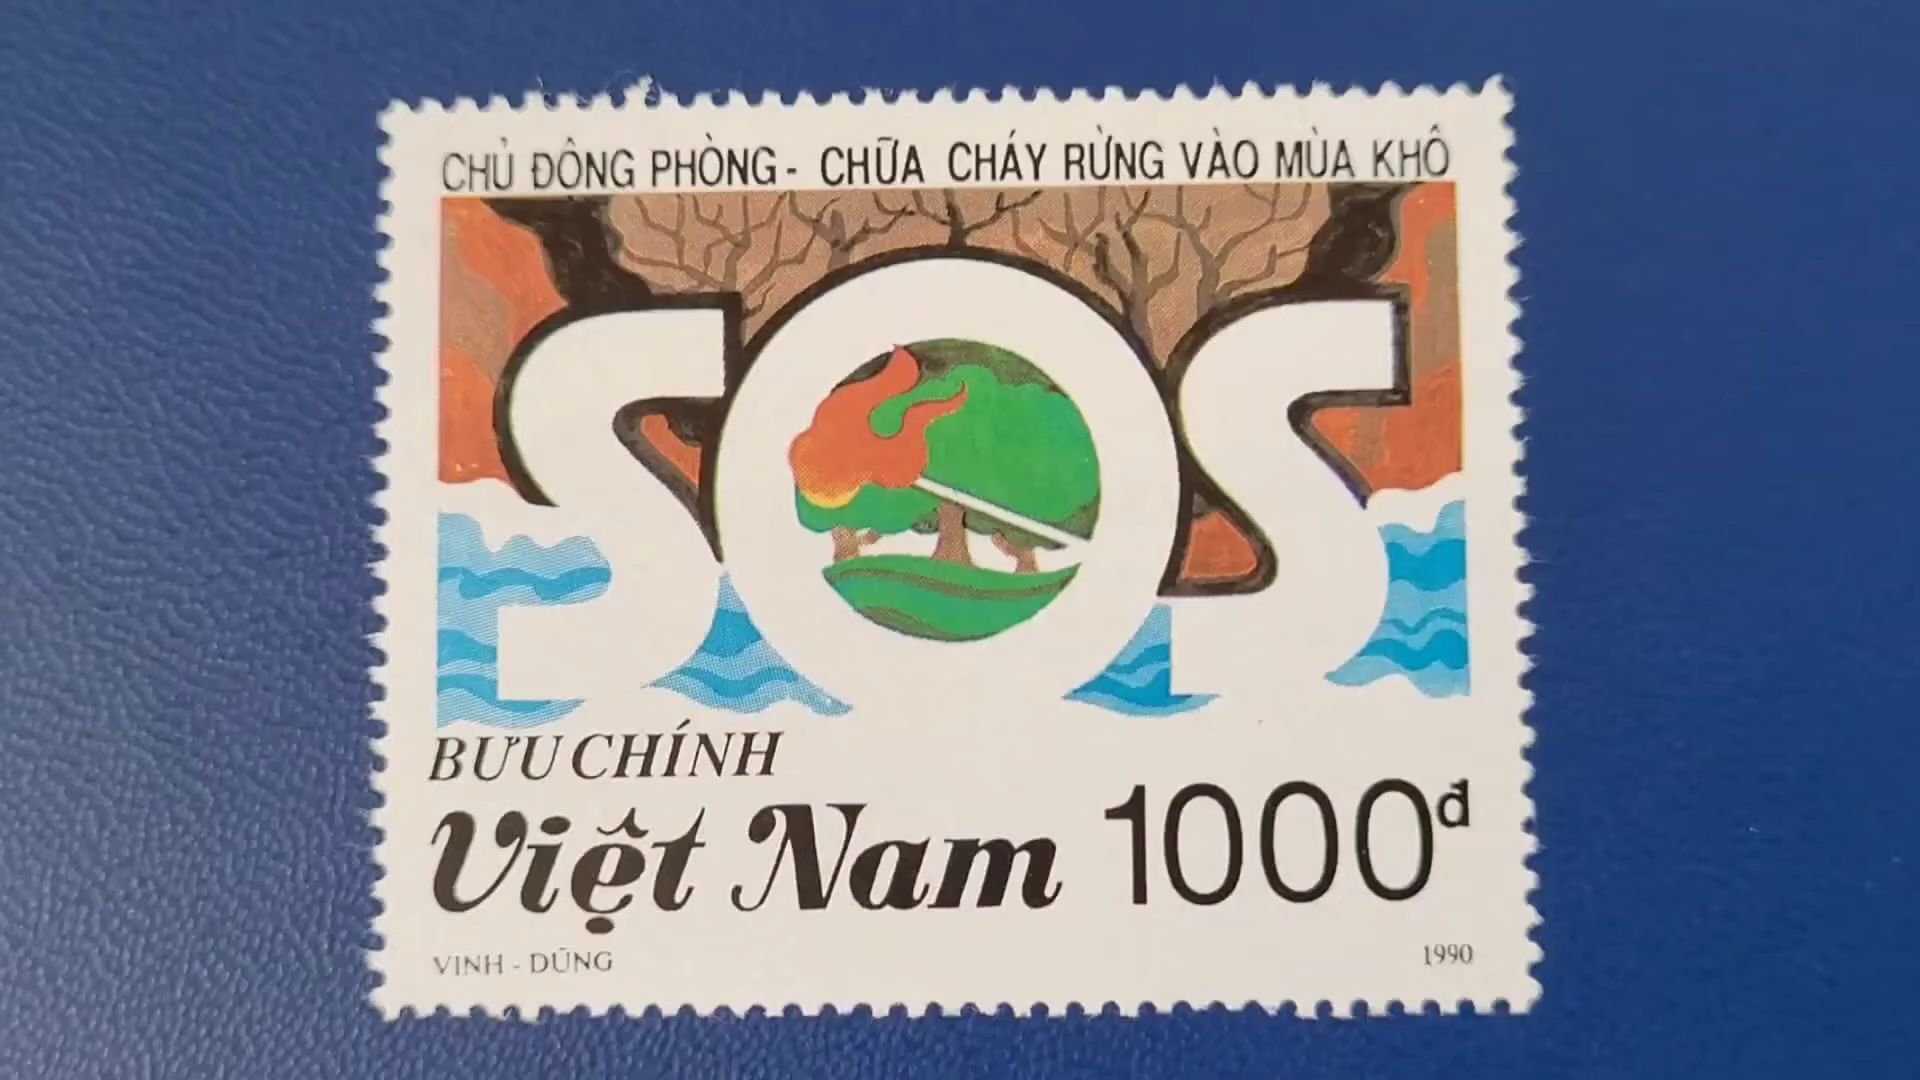 CHỦ ĐỘNG PHÒNG - CHỮA CHÁY RỪNG VÀO MÙA KHÔ
SOS
BƯU CHÍNH
Việt Nam 1000đ
VINH - DŨNG 1990